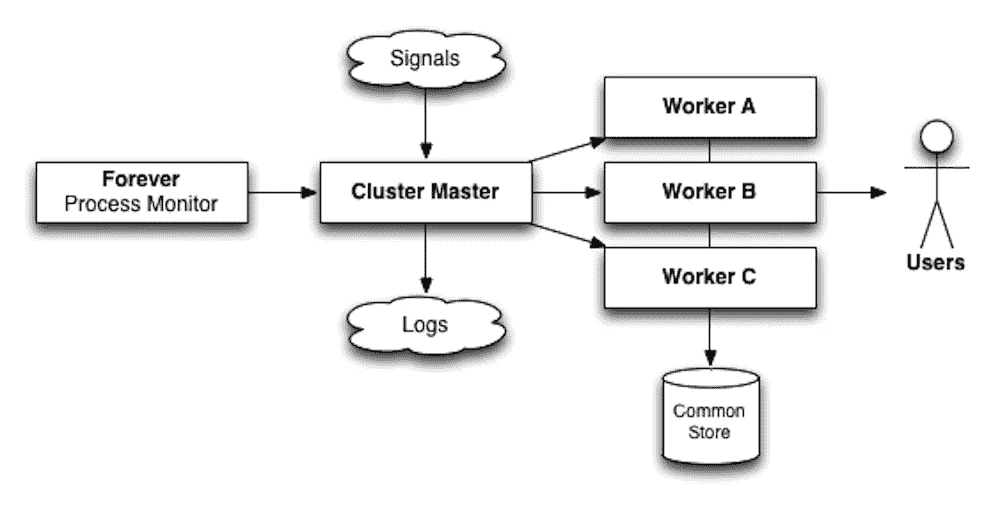 Signals
Worker A
Forever
Process Monitor
Cluster Master
Worker B
Users
Worker C
Logs
Common
Store